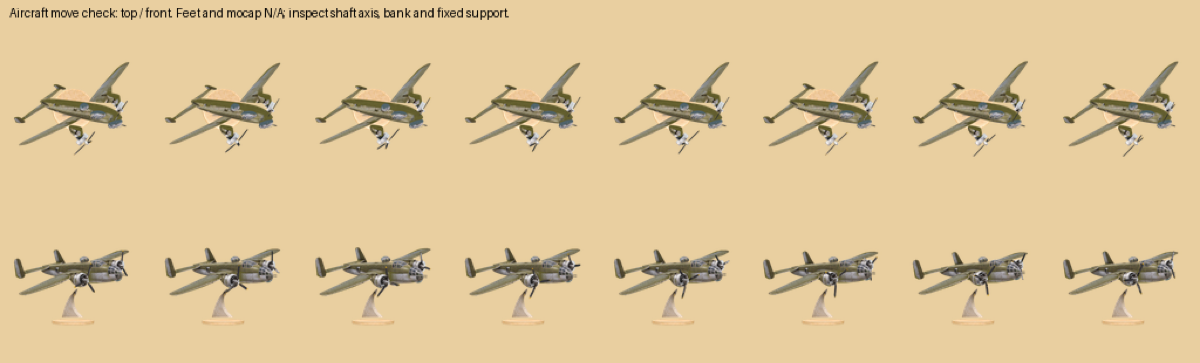 Aircraft move check: top / front. Feet and mocap N/A; inspect shaft axis, bank and fixed support.